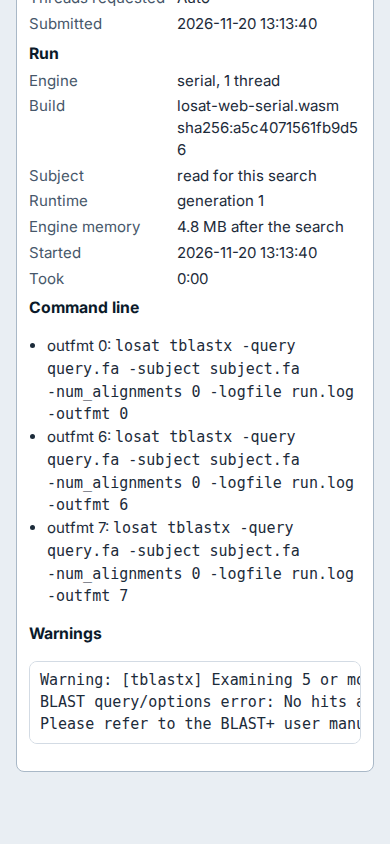 Threads requested Auto
Submitted 2026-11-20 13:13:40
Run
Engine serial, 1 thread
Build losat-web-serial.wasm
sha256:a5c4071561fb9d5
6
Subject read for this search
Runtime generation 1
Engine memory 4.8 MB after the search
Started 2026-11-20 13:13:40
Took 0:00
Command line
• outfmt 0: losat tblastx -query
query.fa -subject subject.fa
-num_alignments 0 -logfile run.log
-outfmt 0
• outfmt 6: losat tblastx -query
query.fa -subject subject.fa
-num_alignments 0 -logfile run.log
-outfmt 6
• outfmt 7: losat tblastx -query
query.fa -subject subject.fa
-num_alignments 0 -logfile run.log
-outfmt 7
Warnings
Warning: [tblastx] Examining 5 or
BLAST query/options error: No hits
Please refer to the BLAST+ user